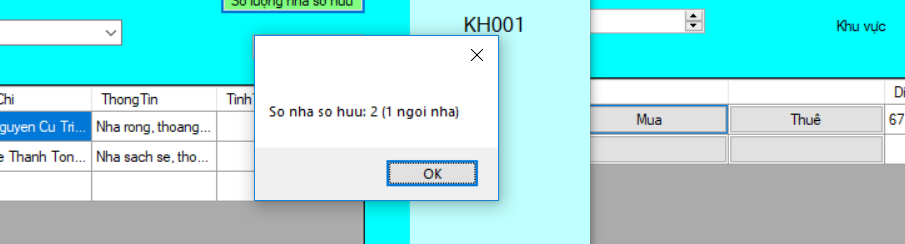 So lượng nha so huu
KH001
Khu vực
So nha so huu: 2 (1 ngoi nha)
OK
Chi ThongTin Tinh
guyen Cu Tri... Nha rong, thoang...
e Thanh Ton... Nha sach se, tho...
Di
Mua Thuê 67